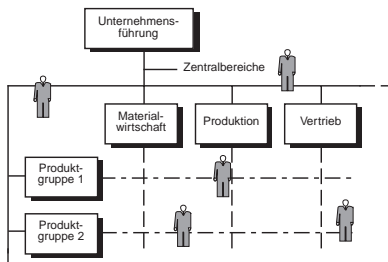 Unternehmens-
führung
Zentralbereiche
Material-
wirtschaft
Produktion
Vertrieb
Produkt-
gruppe 1
Produkt-
gruppe 2